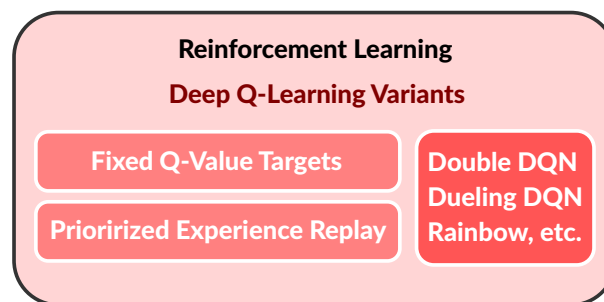 Reinforcement Learning
Deep Q-Learning Variants
Fixed Q-Value Targets
Priorirized Experience Replay
Double DQN
Dueling DQN
Rainbow, etc.